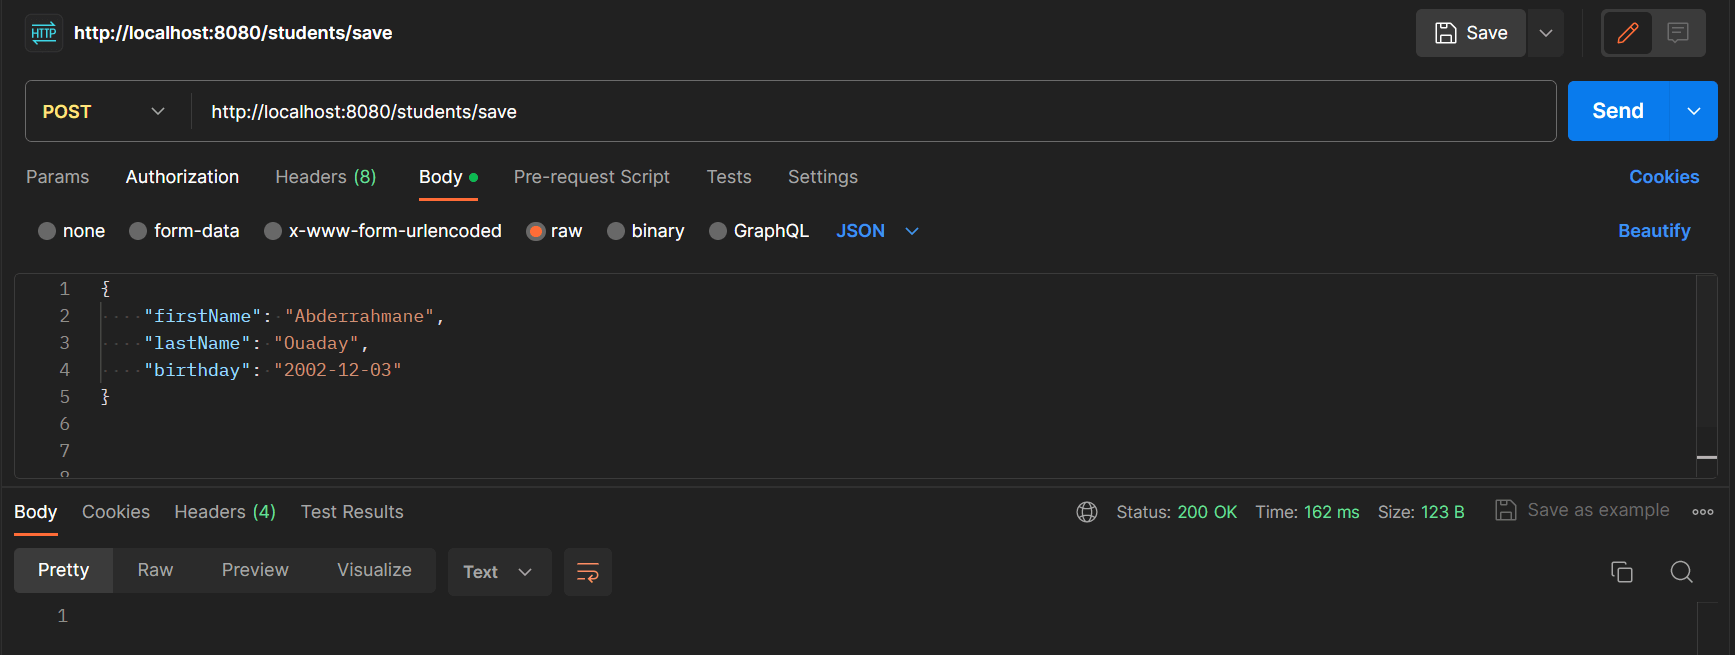 HTTP http://localhost:8080/students/save Save
POST http://localhost:8080/students/save Send
Params Authorization Headers (8) Body Pre-request Script Tests Settings Cookies
none form-data x-www-form-urlencoded raw binary GraphQL JSON Beautify
1 {
2 "firstName": "Abderrahmane",
3 "lastName": "Ouaday",
4 "birthday": "2002-12-03"
5 }
6
7
8
Body Cookies Headers (4) Test Results Status: 200 OK Time: 162 ms Size: 123 B Save as example
Pretty Raw Preview Visualize Text
1